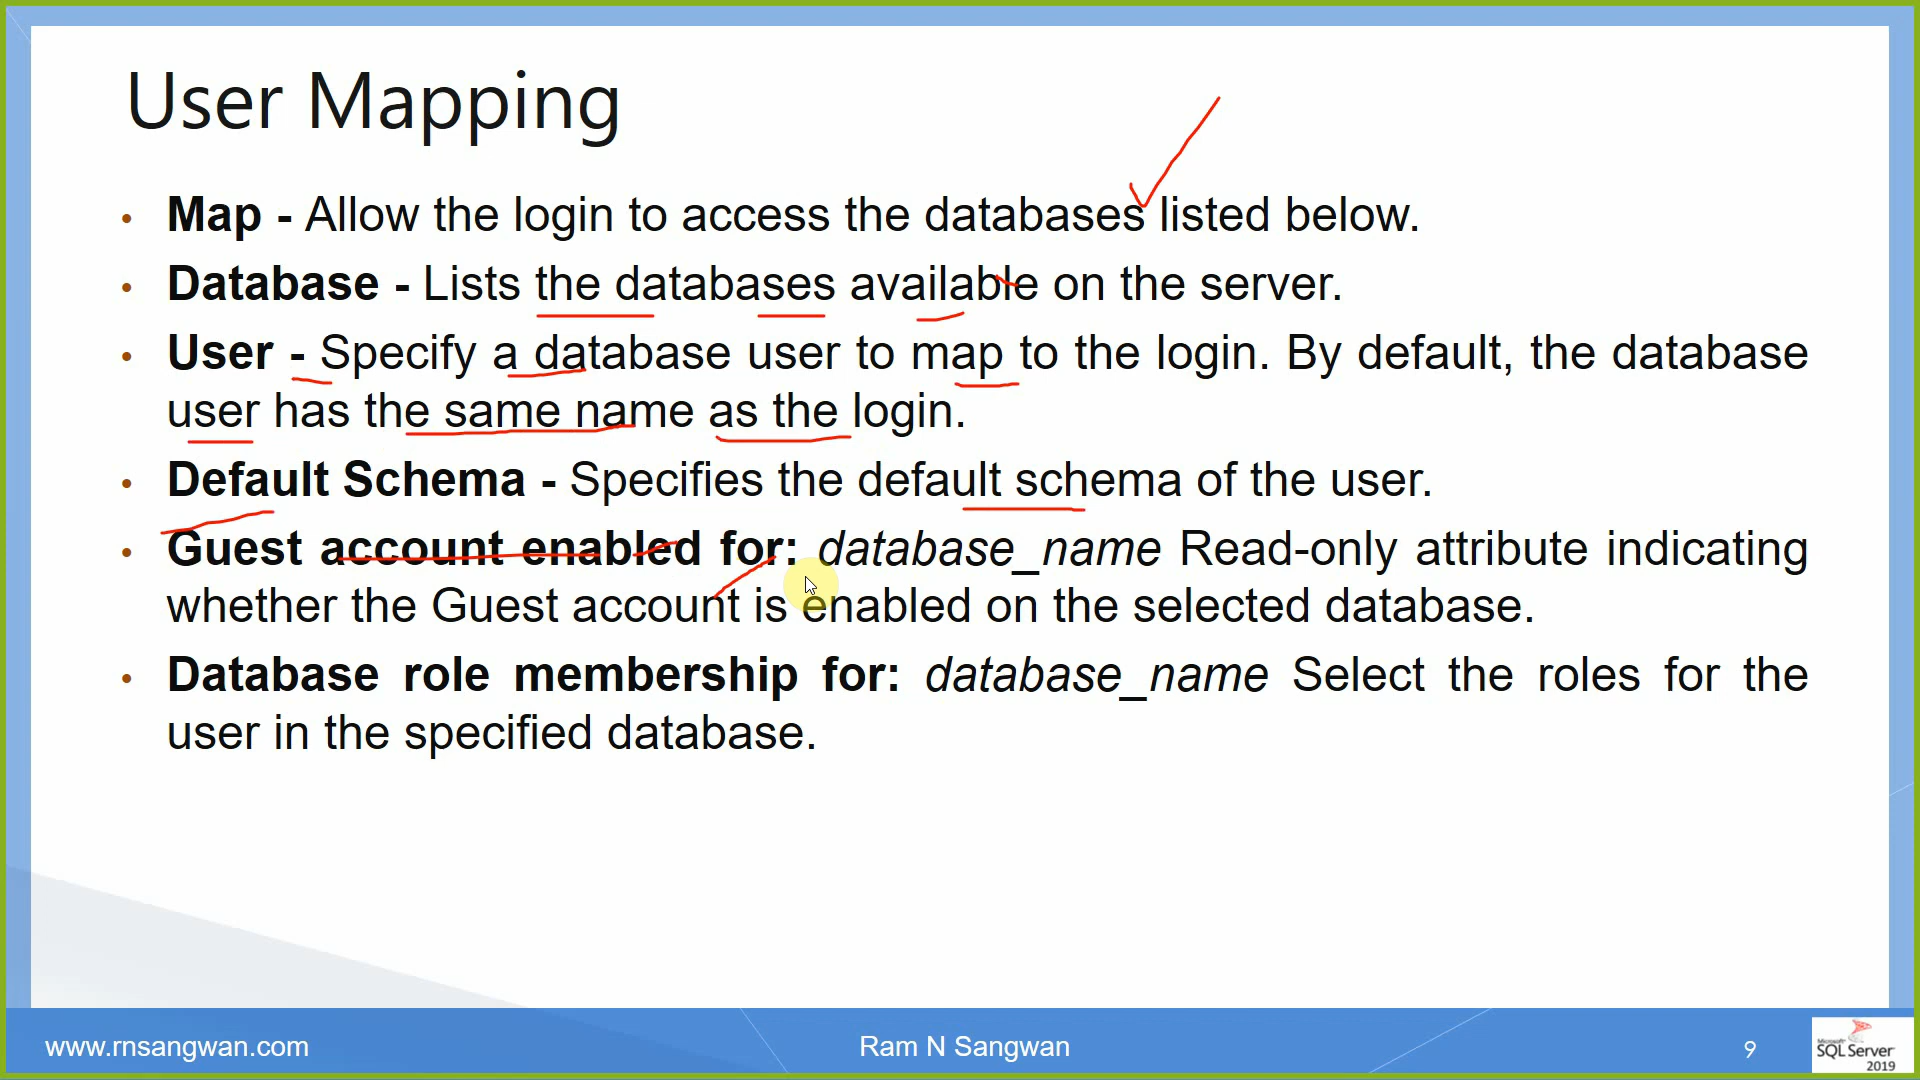 User Mapping
• Map - Allow the login to access the databases listed below.
• Database - Lists the databases available on the server.
• User - Specify a database user to map to the login. By default, the database
user has the same name as the login.
• Default Schema - Specifies the default schema of the user.
• Guest account enabled for: database_name Read-only attribute indicating
whether the Guest account is enabled on the selected database.
• Database role membership for: database_name Select the roles for the
user in the specified database.
www.rnsangwan.com
Ram N Sangwan
9
Microsoft
SQL Server
2019